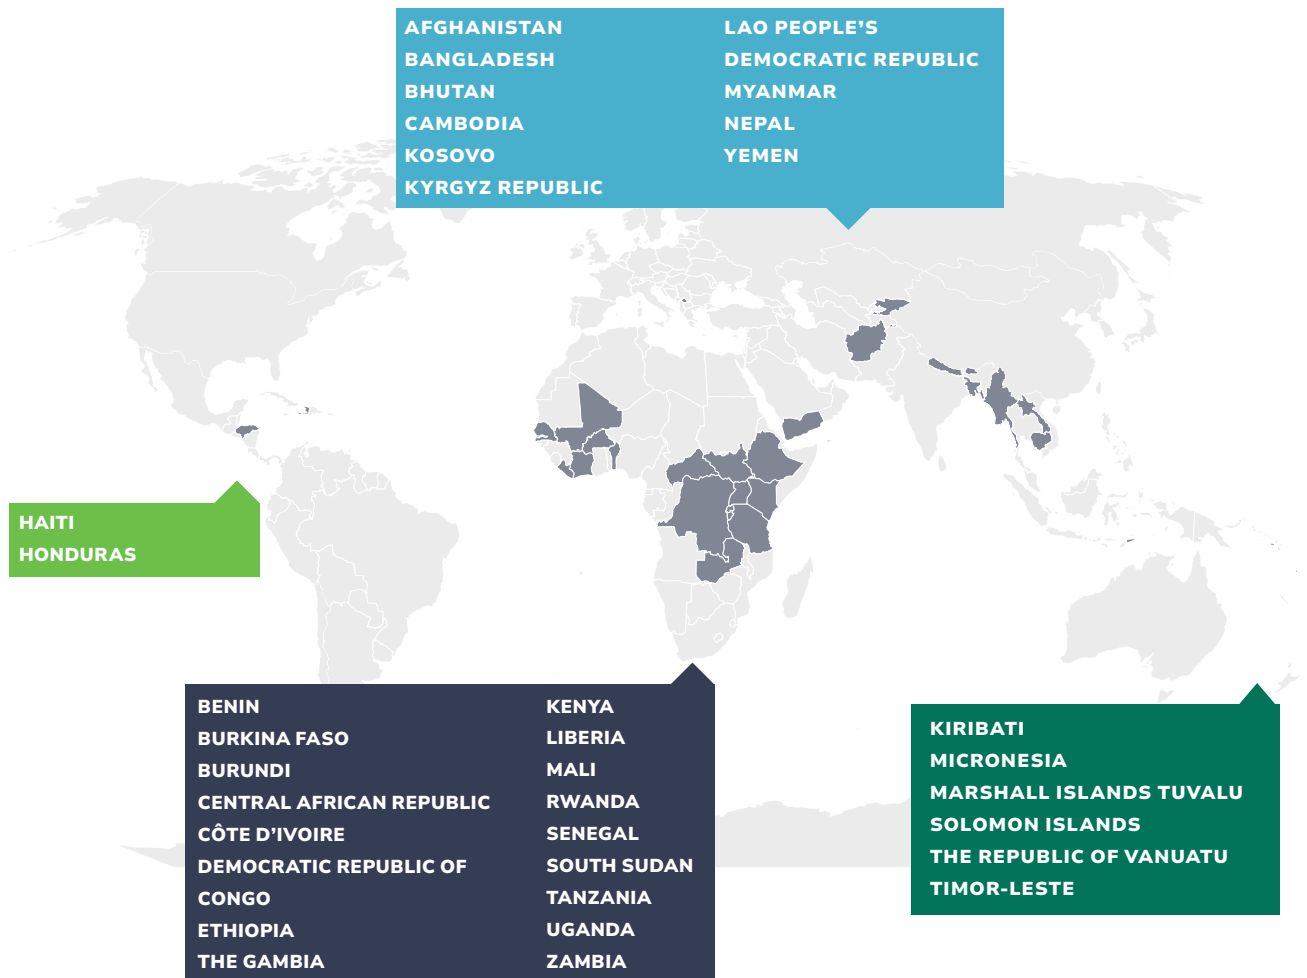 AFGHANISTAN
BANGLADESH
BHUTAN
CAMBODIA
KOSOVO
KYRGYZ REPUBLIC
LAO PEOPLE’S
DEMOCRATIC REPUBLIC
MYANMAR
NEPAL
YEMEN
HAITI
HONDURAS
BENIN
BURKINA FASO
BURUNDI
CENTRAL AFRICAN REPUBLIC
CÔTE D’IVOIRE
DEMOCRATIC REPUBLIC OF
CONGO
ETHIOPIA
THE GAMBIA
KENYA
LIBERIA
MALI
RWANDA
SENEGAL
SOUTH SUDAN
TANZANIA
UGANDA
ZAMBIA
KIRIBATI
MICRONESIA
MARSHALL ISLANDS TUVALU
SOLOMON ISLANDS
THE REPUBLIC OF VANUATU
TIMOR-LESTE